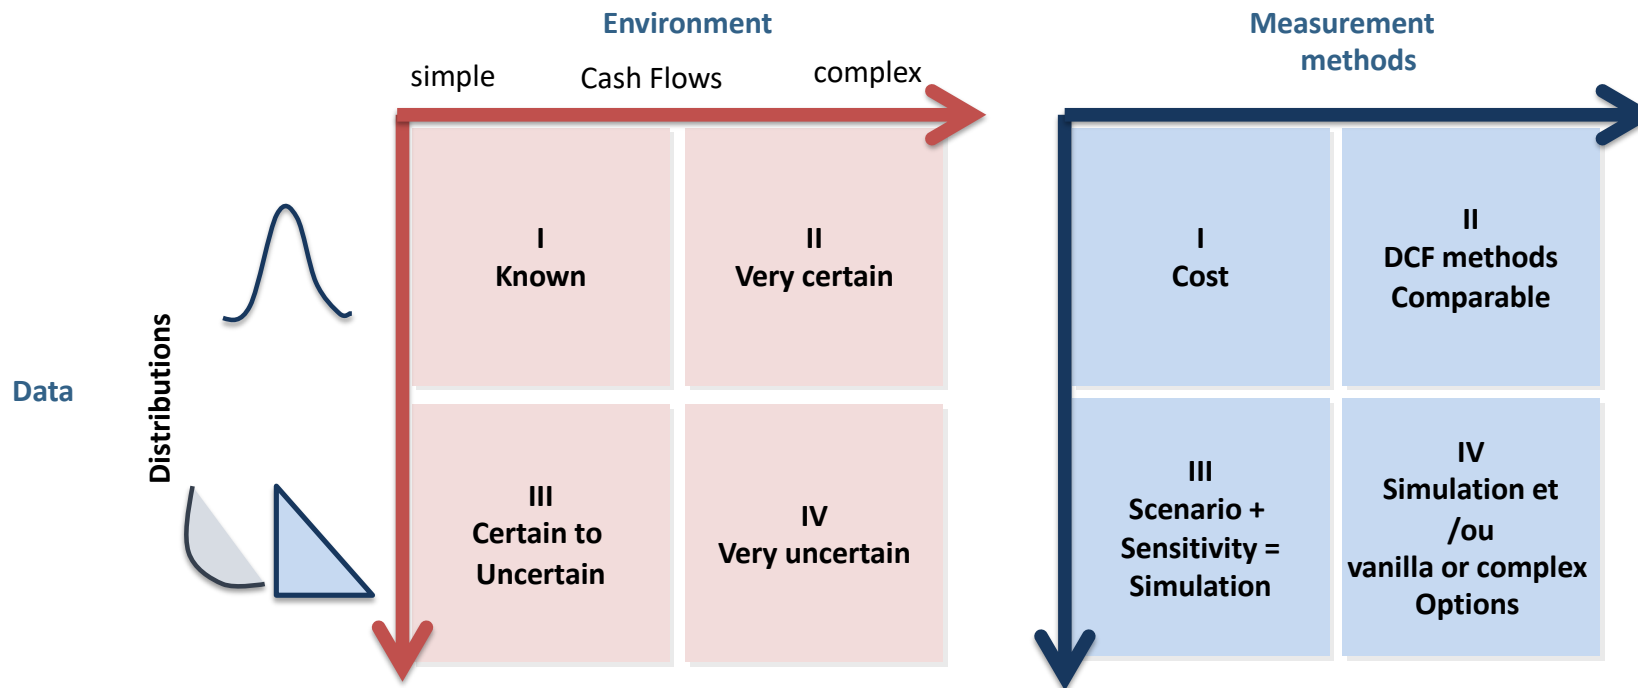 Environment
simple
Cash Flows
complex
Data
Distributions
I
Known
II
Very certain
III
Certain to
Uncertain
IV
Very uncertain
Measurement
methods
I
Cost
II
DCF methods
Comparable
III
Scenario +
Sensitivity =
Simulation
IV
Simulation et
/ou
vanilla or complex
Options